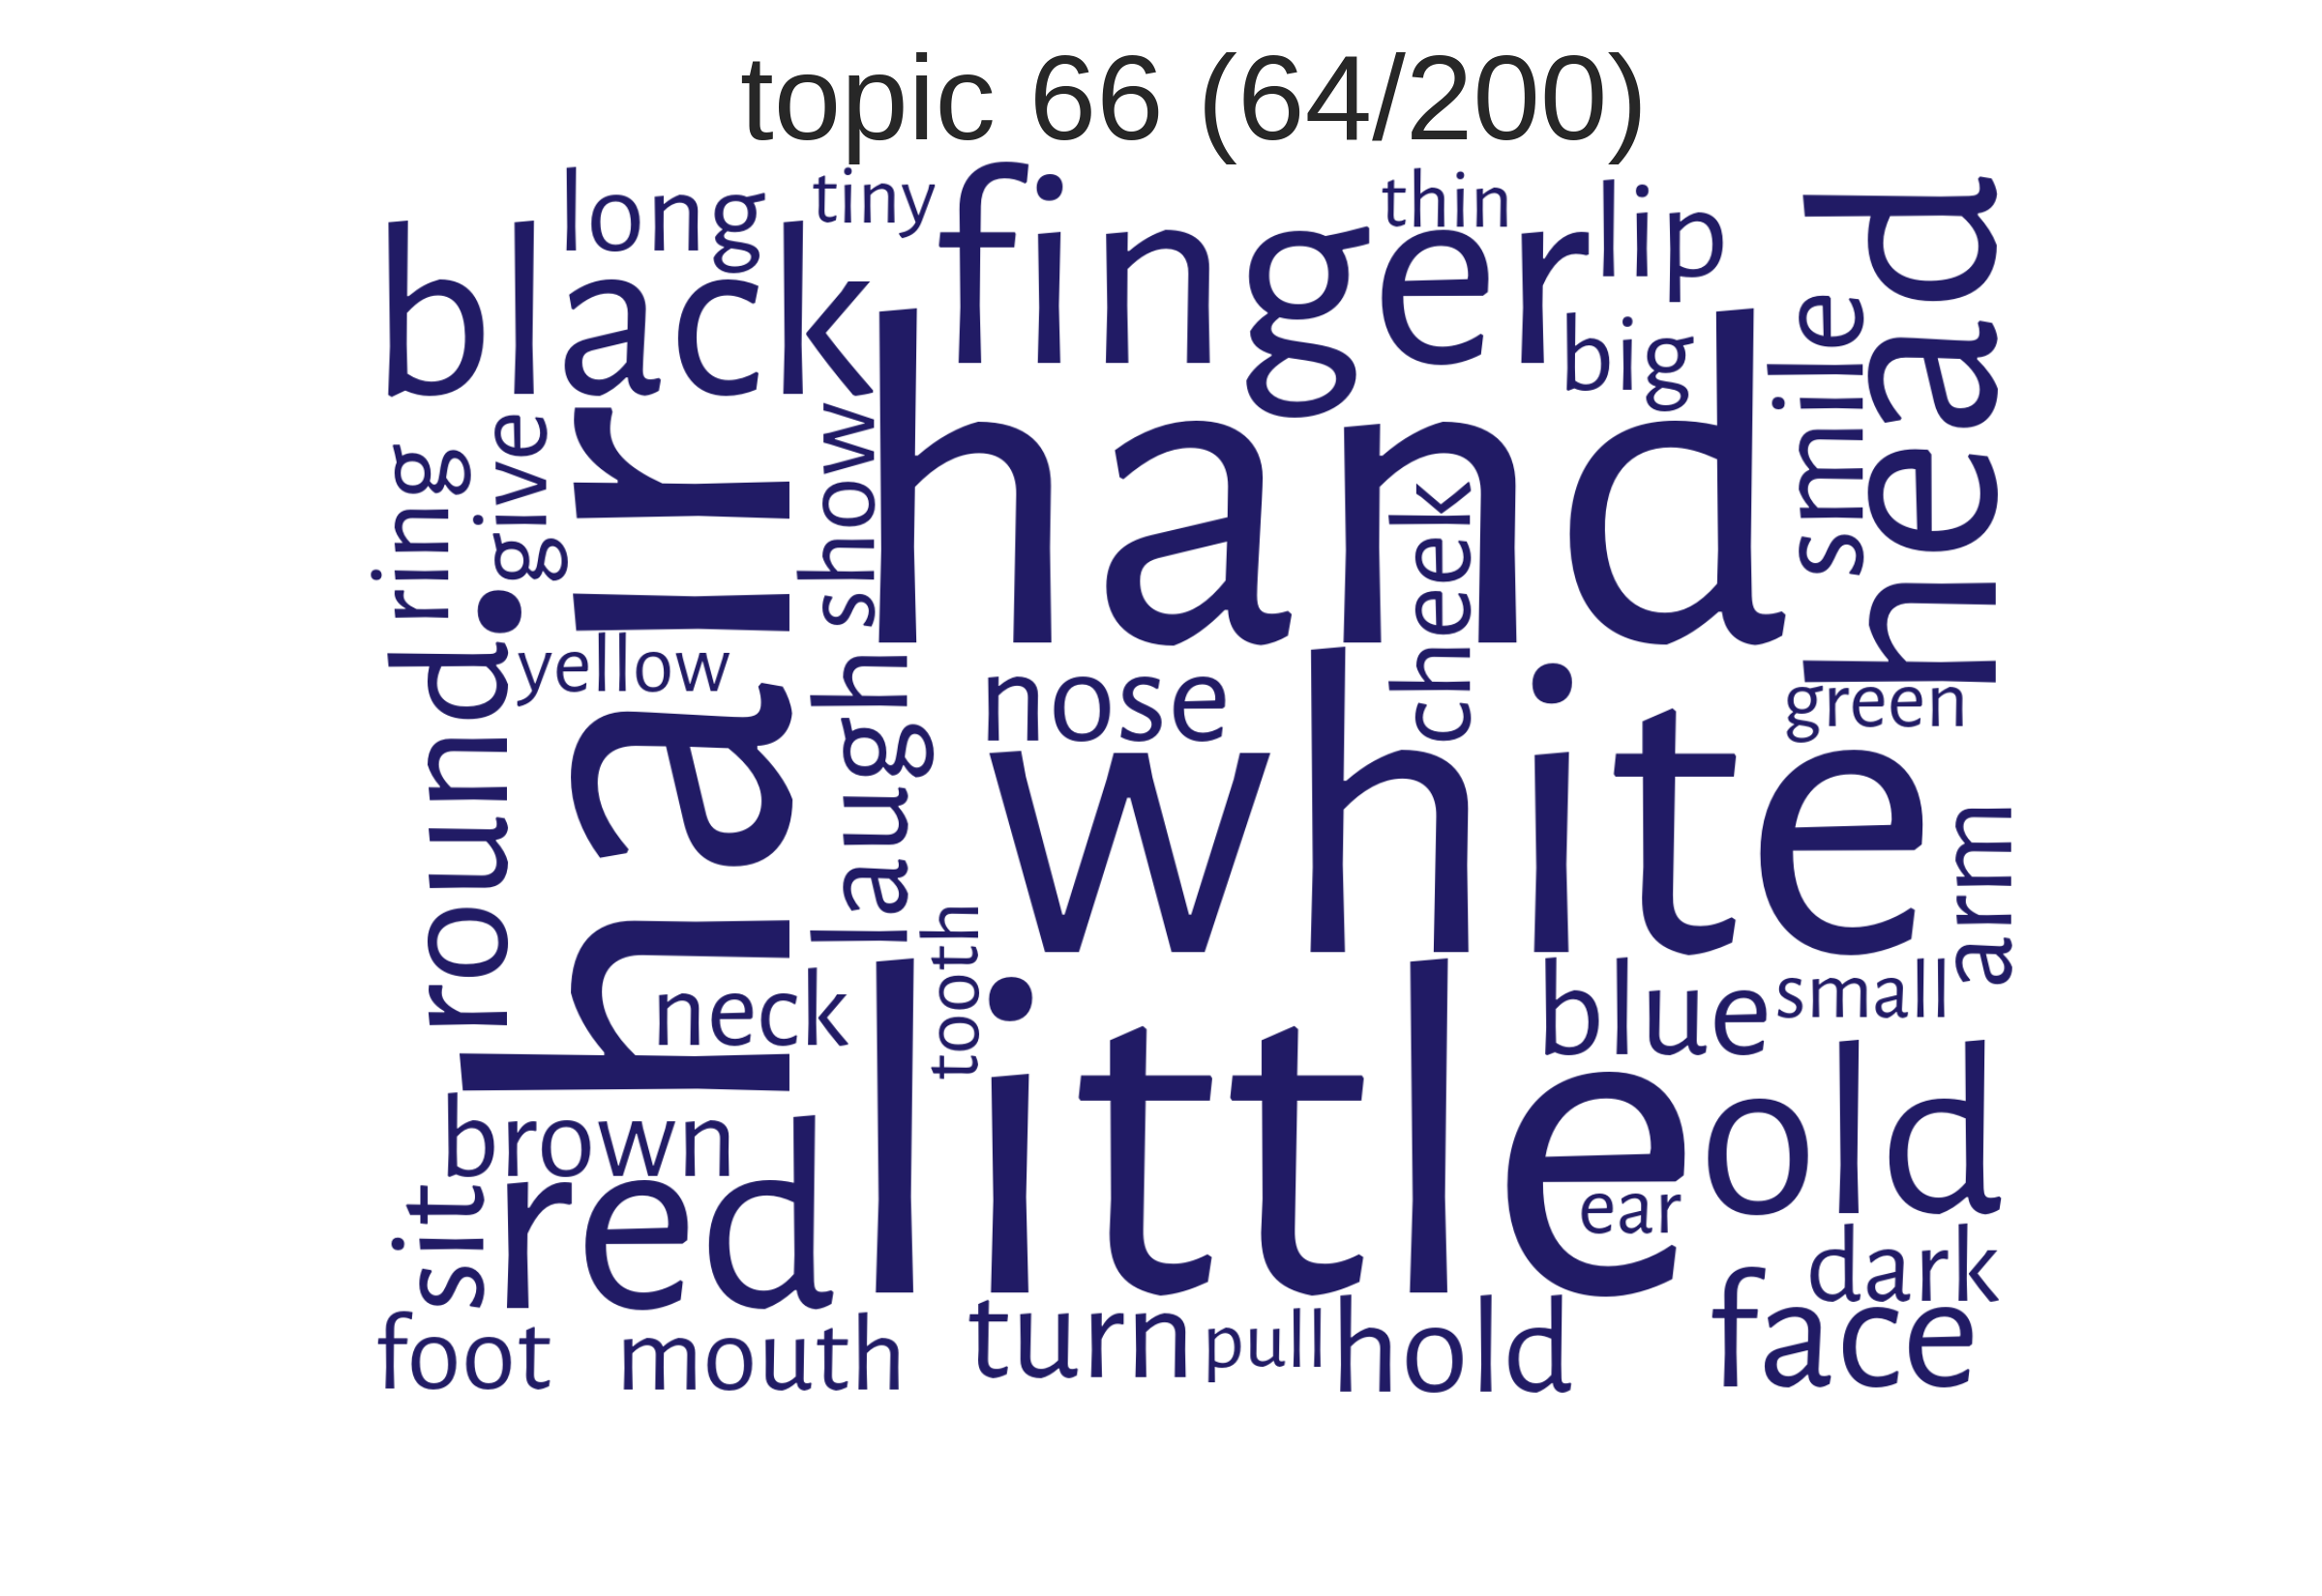 topic 66 (64/200)
long
tiny
finger
thin
lip
head
black
big
smile
hand
show
give
ring
hair
cheek
yellow
round
laugh
nose
green
white
arm
tooth
neck
blue
small
little
old
brown
red
ear
sit
dark
foot
mouth
turn
pull
hold
face